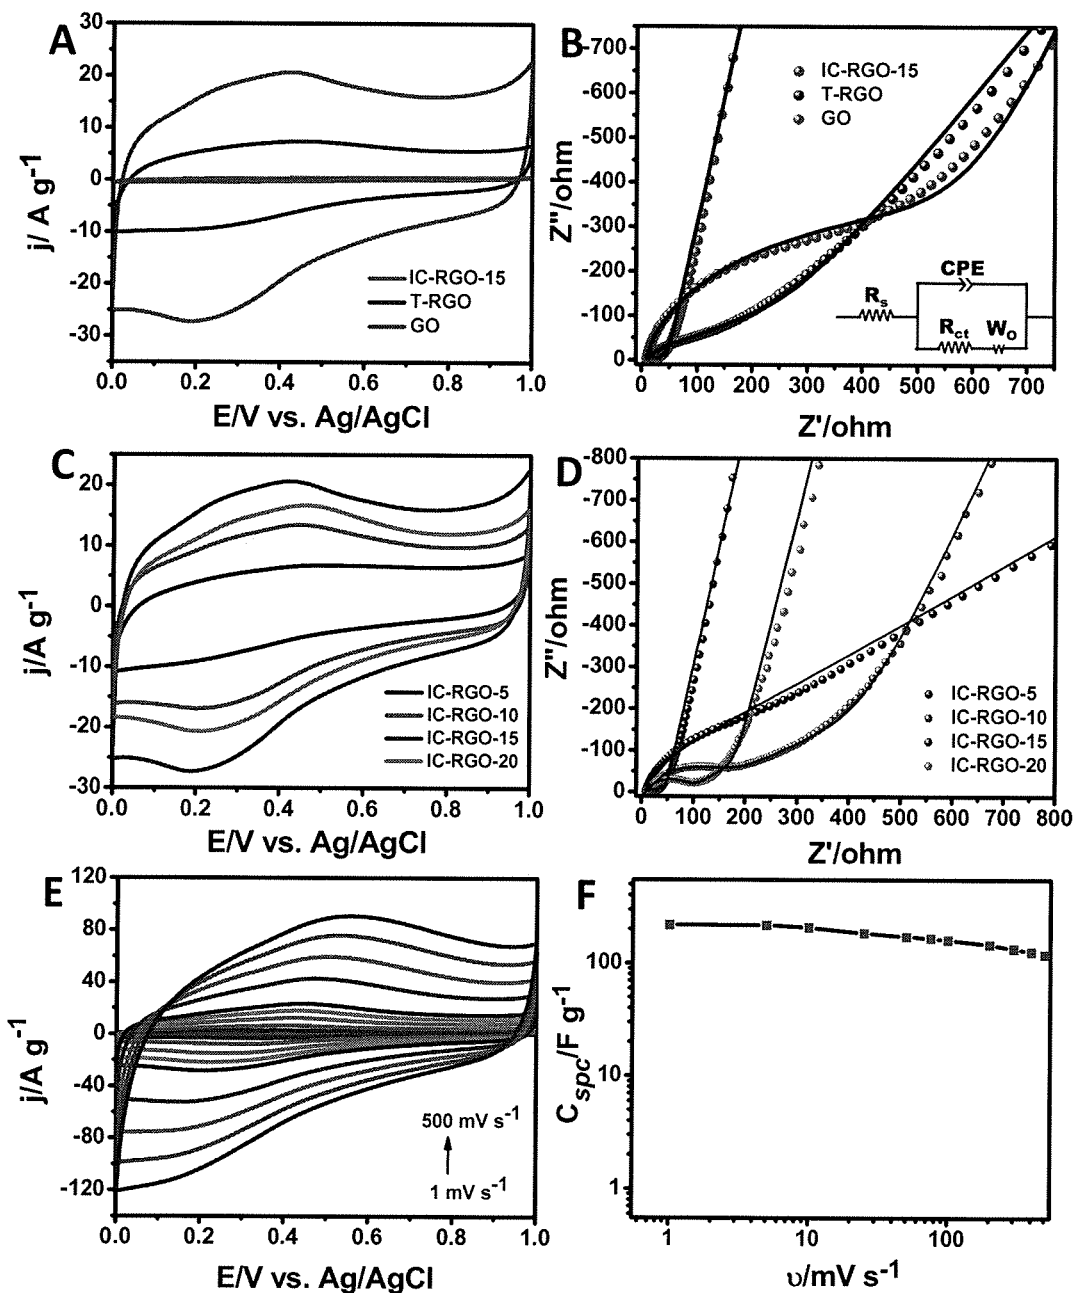 A
30
20
10
0
-10
-20
-30
j/ A g-1
IC-RGO-15
T-RGO
GO
0.0 0.2 0.4 0.6 0.8 1.0
E/V vs. Ag/AgCl
B
-700
-600
-500
-400
-300
-200
-100
0
Z''/ohm
IC-RGO-15
T-RGO
GO
CPE
Rs
Rct Wo
0 100 200 300 400 500 600 700
Z'/ohm
C
20
10
0
-10
-20
-30
j/A g-1
IC-RGO-5
IC-RGO-10
IC-RGO-15
IC-RGO-20
0.0 0.2 0.4 0.6 0.8 1.0
E/V vs. Ag/AgCl
D
-800
-700
-600
-500
-400
-300
-200
-100
0
Z''/ohm
IC-RGO-5
IC-RGO-10
IC-RGO-15
IC-RGO-20
0 100 200 300 400 500 600 700 800
Z'/ohm
E
120
80
40
0
-40
-80
-120
j/A g-1
500 mV s-1
1 mV s-1
0.0 0.2 0.4 0.6 0.8 1.0
E/V vs. Ag/AgCl
F
100
10
1
Cspc/F g-1
1 10 100
υ/mV s-1